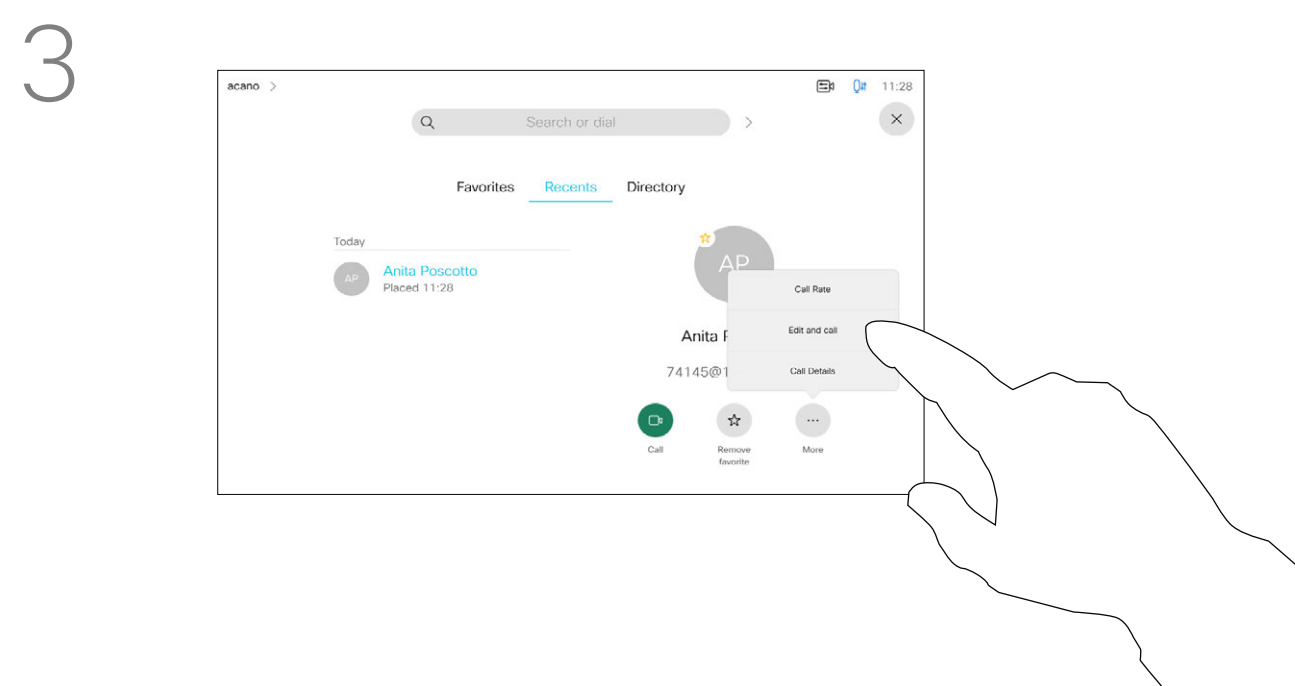 3
acano
11:28
Search or dial
Favorites Recents Directory
Today
AP
Anita Poscotto
Placed 11:28
AP
Call Rate
Edit and call
Call Details
Anita
74145@1
Call
Remove
favorite
More